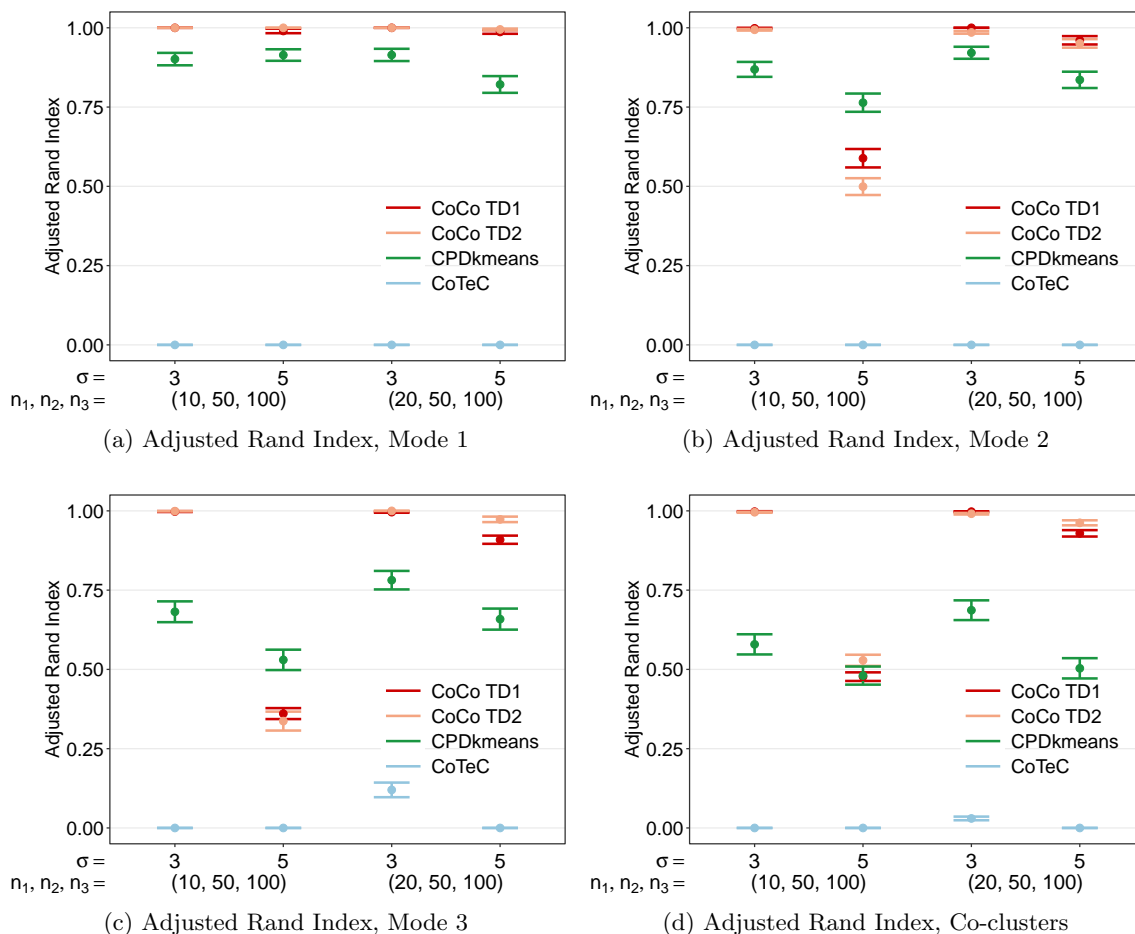 Adjusted Rand Index
1.00
0.75
0.50
0.25
0.00
CoCo TD1
CoCo TD2
CPDkmeans
CoTeC
σ = 3 5 3 5
n₁, n₂, n₃ = (10, 50, 100) (20, 50, 100)
(a) Adjusted Rand Index, Mode 1
Adjusted Rand Index
1.00
0.75
0.50
0.25
0.00
CoCo TD1
CoCo TD2
CPDkmeans
CoTeC
σ = 3 5 3 5
n₁, n₂, n₃ = (10, 50, 100) (20, 50, 100)
(b) Adjusted Rand Index, Mode 2
Adjusted Rand Index
1.00
0.75
0.50
0.25
0.00
CoCo TD1
CoCo TD2
CPDkmeans
CoTeC
σ = 3 5 3 5
n₁, n₂, n₃ = (10, 50, 100) (20, 50, 100)
(c) Adjusted Rand Index, Mode 3
Adjusted Rand Index
1.00
0.75
0.50
0.25
0.00
CoCo TD1
CoCo TD2
CPDkmeans
CoTeC
σ = 3 5 3 5
n₁, n₂, n₃ = (10, 50, 100) (20, 50, 100)
(d) Adjusted Rand Index, Co-clusters